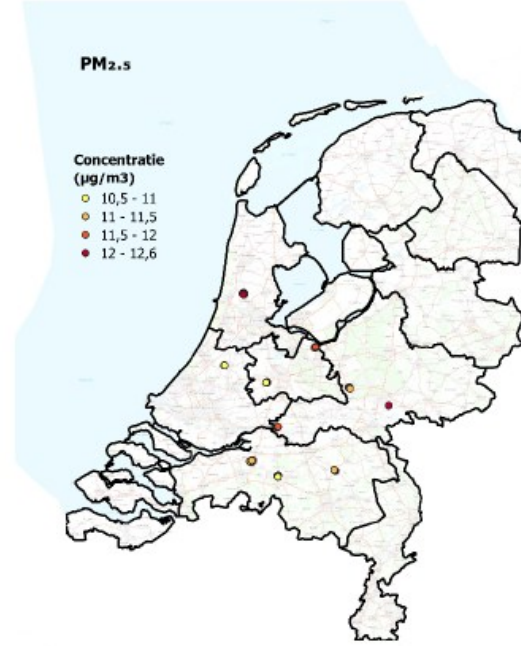 PM2.5
Concentratie
(µg/m3)
10,5 - 11
11 - 11,5
11,5 - 12
12 - 12,6